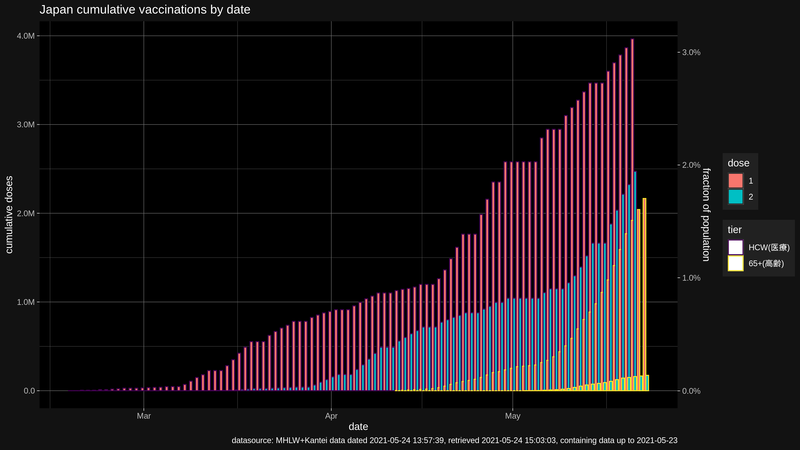 Japan cumulative vaccinations by date
4.0M
3.0M
2.0M
1.0M
0.0
cumulative doses
3.0%
2.0%
1.0%
0.0%
fraction of population
dose
1
2
tier
HCW(医療)
65+(高齢)
Mar
Apr
May
date
datasource: MHLW+Kantei data dated 2021-05-24 13:57:39, retrieved 2021-05-24 15:03:03, containing data up to 2021-05-23